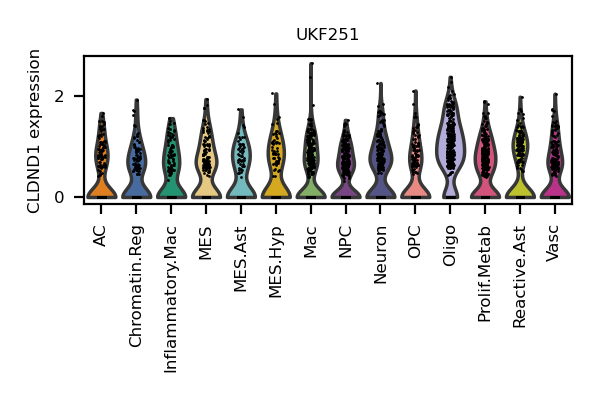 UKF251
CLDND1 expression
2
0
AC
Chromatin.Reg
Inflammatory.Mac
MES
MES.Ast
MES.Hyp
Mac
NPC
Neuron
OPC
Oligo
Prolif.Metab
Reactive.Ast
Vasc